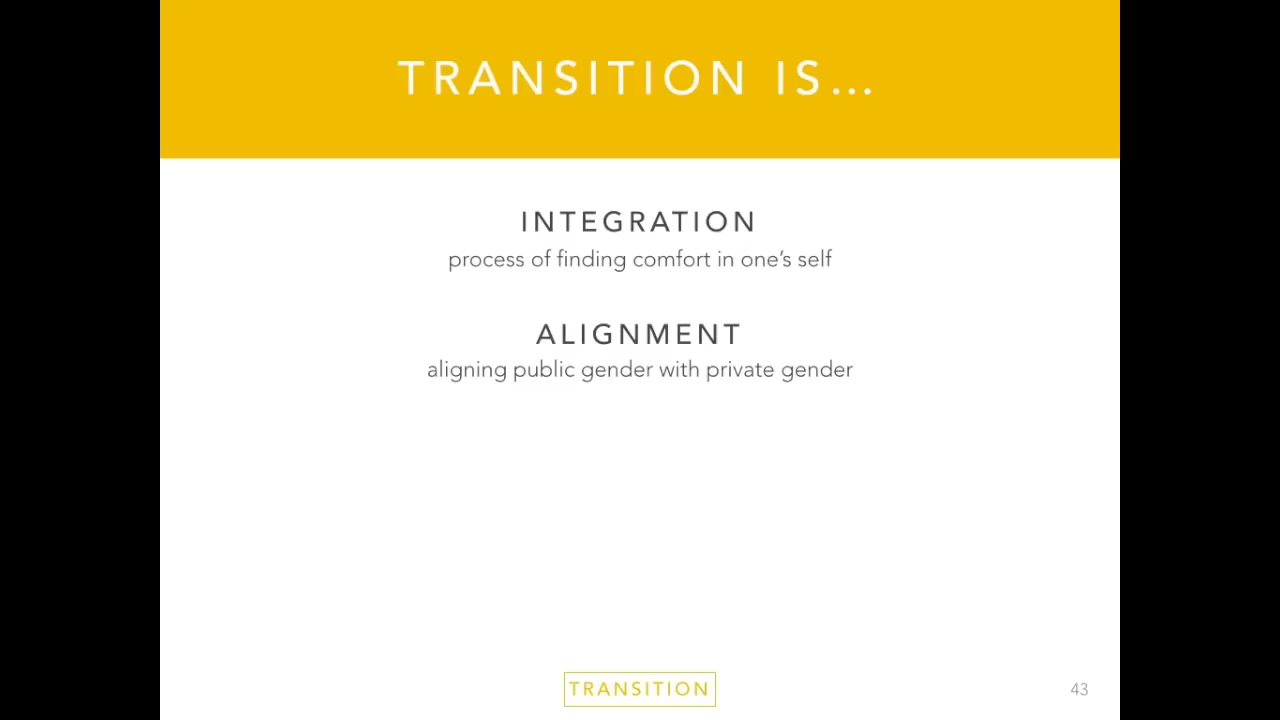 TRANSITION IS...
INTEGRATION
process of finding comfort in one’s self
ALIGNMENT
aligning public gender with private gender
TRANSITION
43